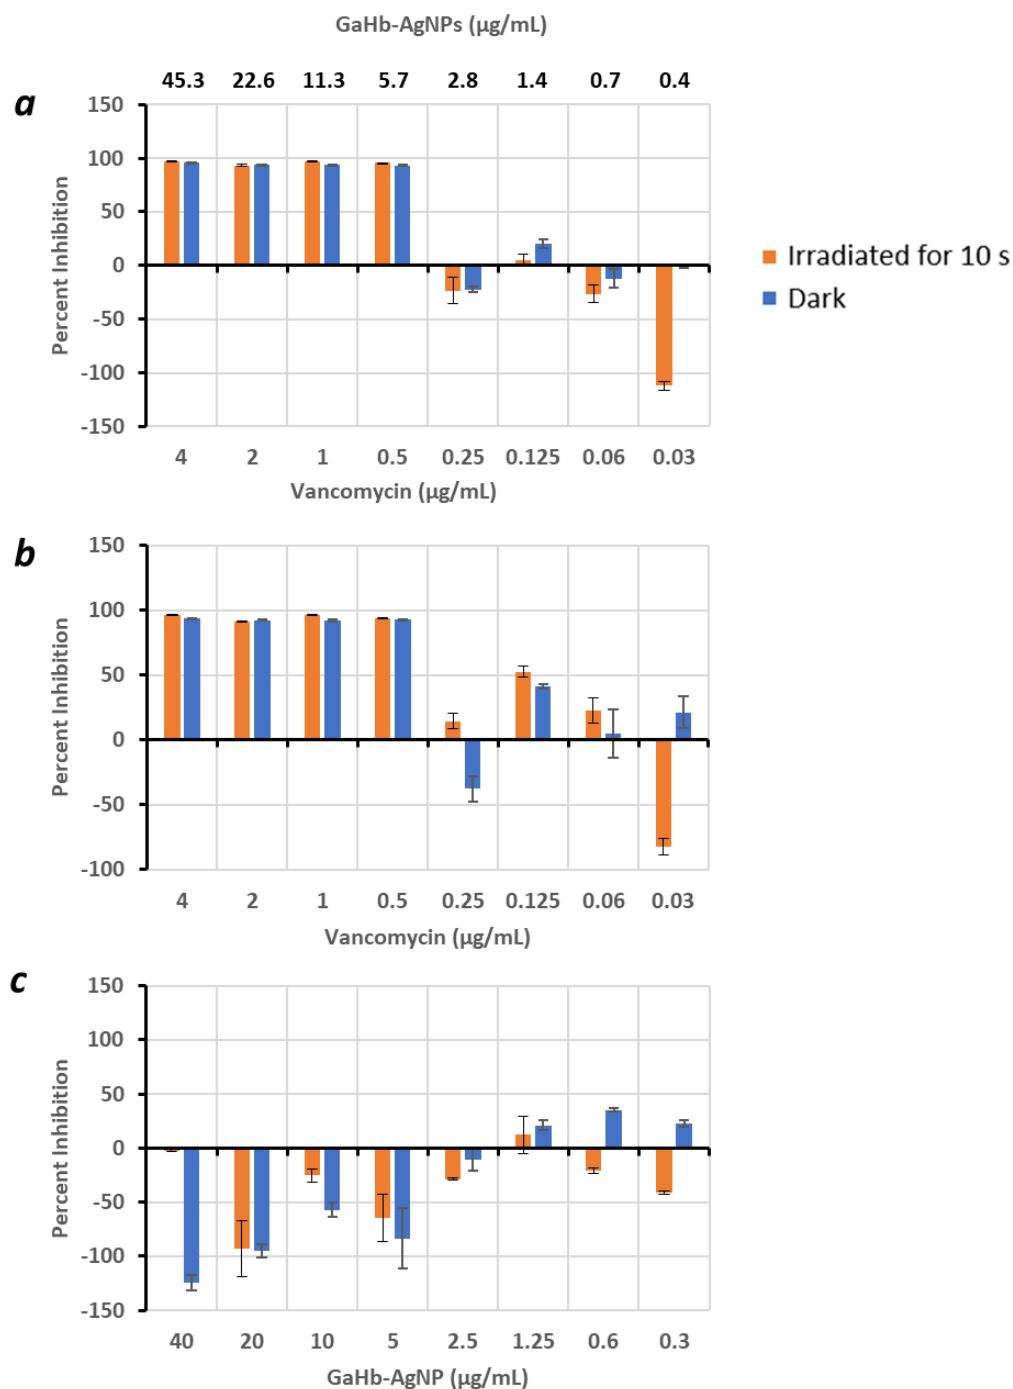 GaHb-AgNPs (µg/mL)
45.3 22.6 11.3 5.7 2.8 1.4 0.7 0.4
a
150
100
50
0
-50
-100
-150
Percent Inhibition
4 2 1 0.5 0.25 0.125 0.06 0.03
Vancomycin (µg/mL)
Irradiated for 10 s
Dark
b
150
100
50
0
-50
-100
Percent Inhibition
4 2 1 0.5 0.25 0.125 0.06 0.03
Vancomycin (µg/mL)
c
150
100
50
0
-50
-100
-150
Percent Inhibition
40 20 10 5 2.5 1.25 0.6 0.3
GaHb-AgNP (µg/mL)